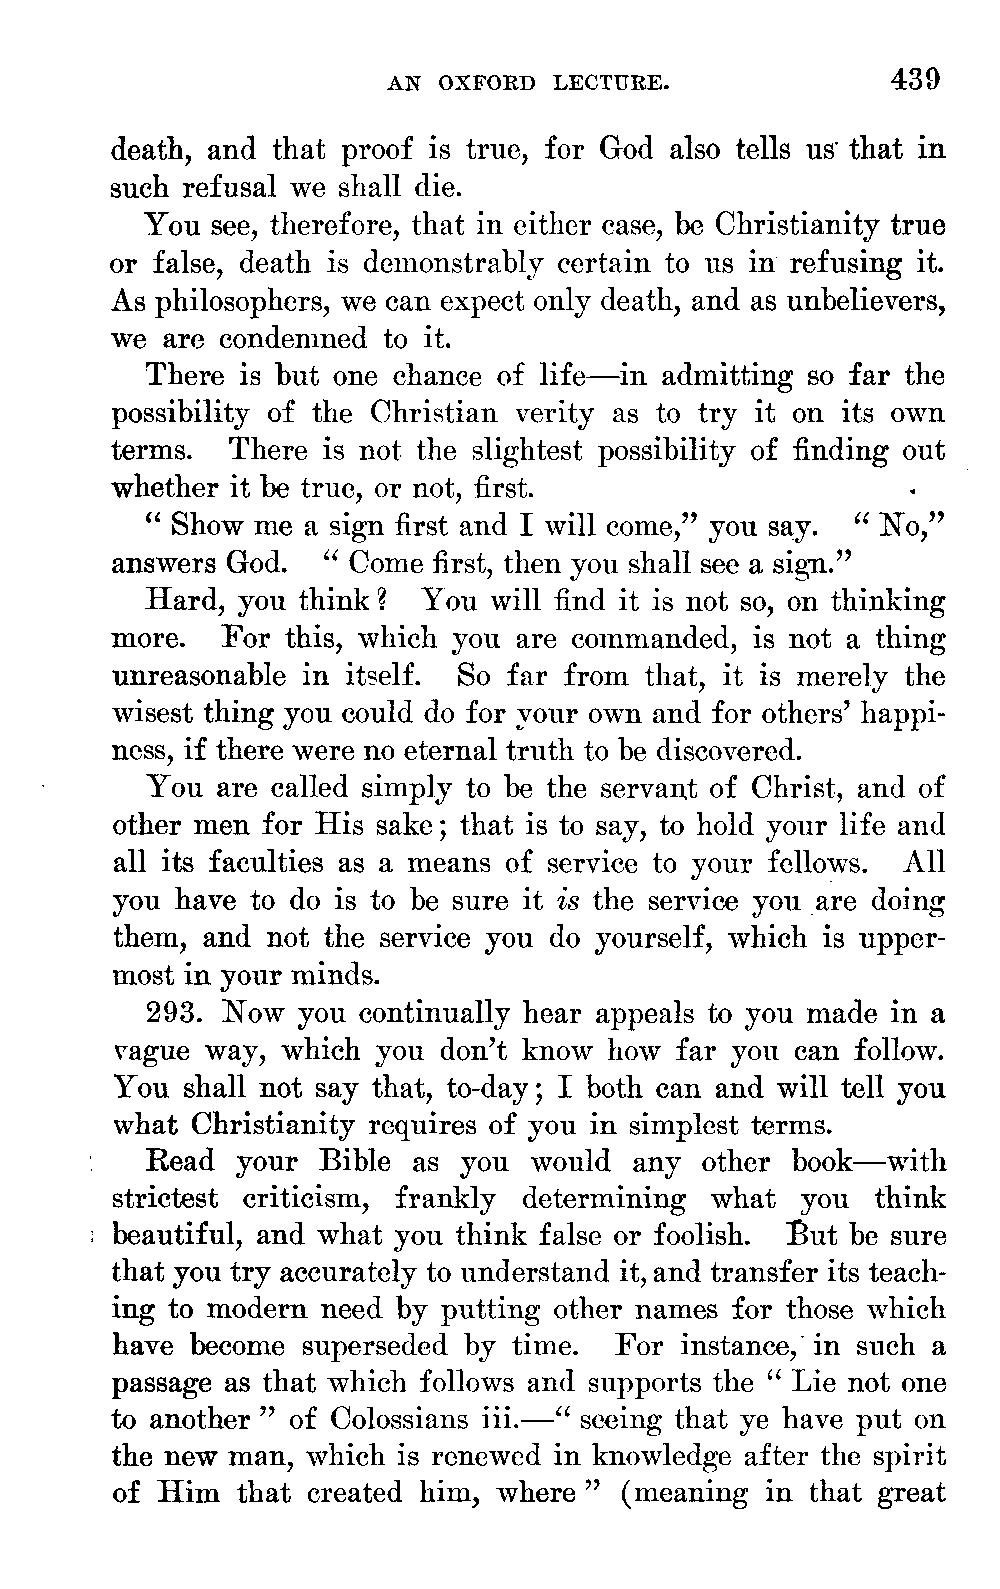 AN OXFORD LECTURE. 439
death, and that proof is true, for God also tells us that in
such refusal we shall die.
You see, therefore, that in either case, be Christianity true
or false, death is demonstrably certain to us in refusing it.
As philosophers, we can expect only death, and as unbelievers,
we are condemned to it.
There is but one chance of life—in admitting so far the
possibility of the Christian verity as to try it on its own
terms. There is not the slightest possibility of finding out
whether it be true, or not, first.
“ Show me a sign first and I will come,” you say. “ No,”
answers God. “ Come first, then you shall see a sign.”
Hard, you think? You will find it is not so, on thinking
more. For this, which you are commanded, is not a thing
unreasonable in itself. So far from that, it is merely the
wisest thing you could do for your own and for others’ happi-
ness, if there were no eternal truth to be discovered.
You are called simply to be the servant of Christ, and of
other men for His sake; that is to say, to hold your life and
all its faculties as a means of service to your fellows. All
you have to do is to be sure it is the service you are doing
them, and not the service you do yourself, which is upper-
most in your minds.
293. Now you continually hear appeals to you made in a
vague way, which you don’t know how far you can follow.
You shall not say that, to-day; I both can and will tell you
what Christianity requires of you in simplest terms.
Read your Bible as you would any other book—with
strictest criticism, frankly determining what you think
beautiful, and what you think false or foolish. But be sure
that you try accurately to understand it, and transfer its teach-
ing to modern need by putting other names for those which
have become superseded by time. For instance, in such a
passage as that which follows and supports the “ Lie not one
to another ” of Colossians iii.—“ seeing that ye have put on
the new man, which is renewed in knowledge after the spirit
of Him that created him, where ” (meaning in that great